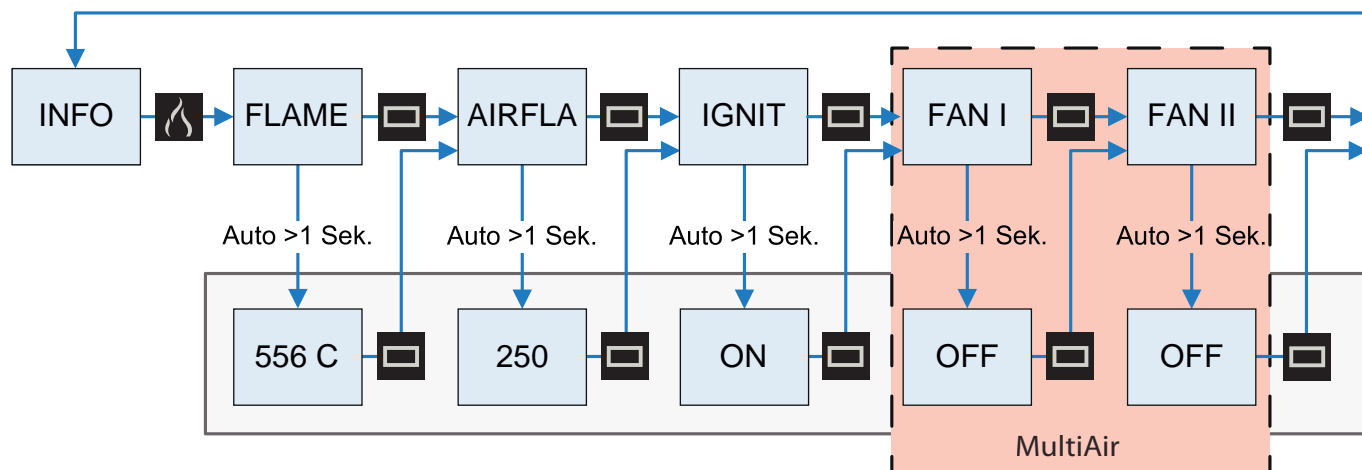 INFO
FLAME
AIRFLA
IGNIT
FAN I
FAN II
Auto >1 Sek.
Auto >1 Sek.
Auto >1 Sek.
Auto >1 Sek.
Auto >1 Sek.
556 C
250
ON
OFF
OFF
MultiAir